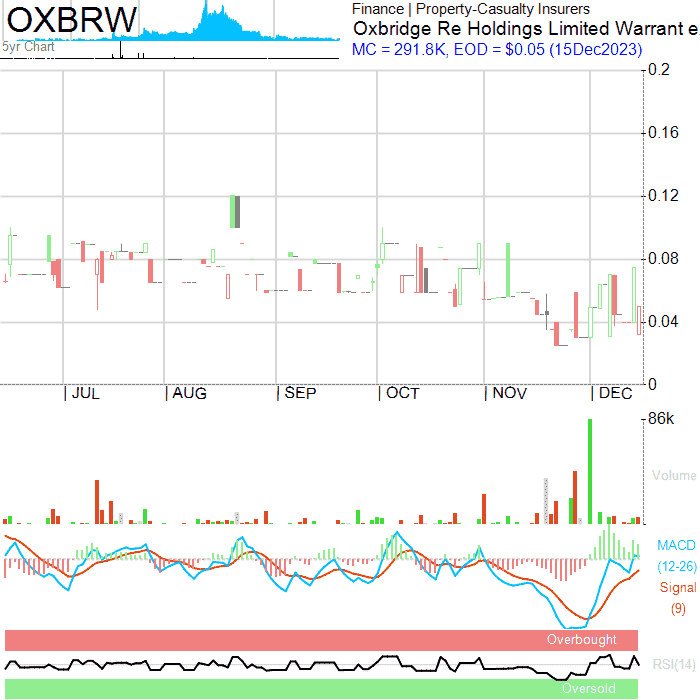 OXBRW
Finance | Property-Casualty Insurers
Oxbridge Re Holdings Limited Warrant e
MC = 291.8K, EOD = $0.05 (15Dec2023)
5yr Chart
0.2
0.16
0.12
0.08
0.04
0
JUL
AUG
SEP
OCT
NOV
DEC
86k
Volume
MACD
(12-26)
Signal
(9)
Overbought
RSI(14)
Oversold